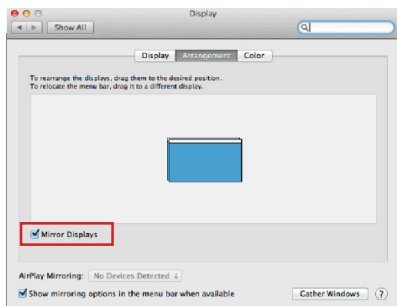 Display
Show All
Display Arrangement Color
To rearrange the displays, drag them to the desired position.
To relocate the menu bar, drag it to a different display.
Mirror Displays
AirPlay Mirroring: No Devices Detected
Show mirroring options in the menu bar when available
Gather Windows ?